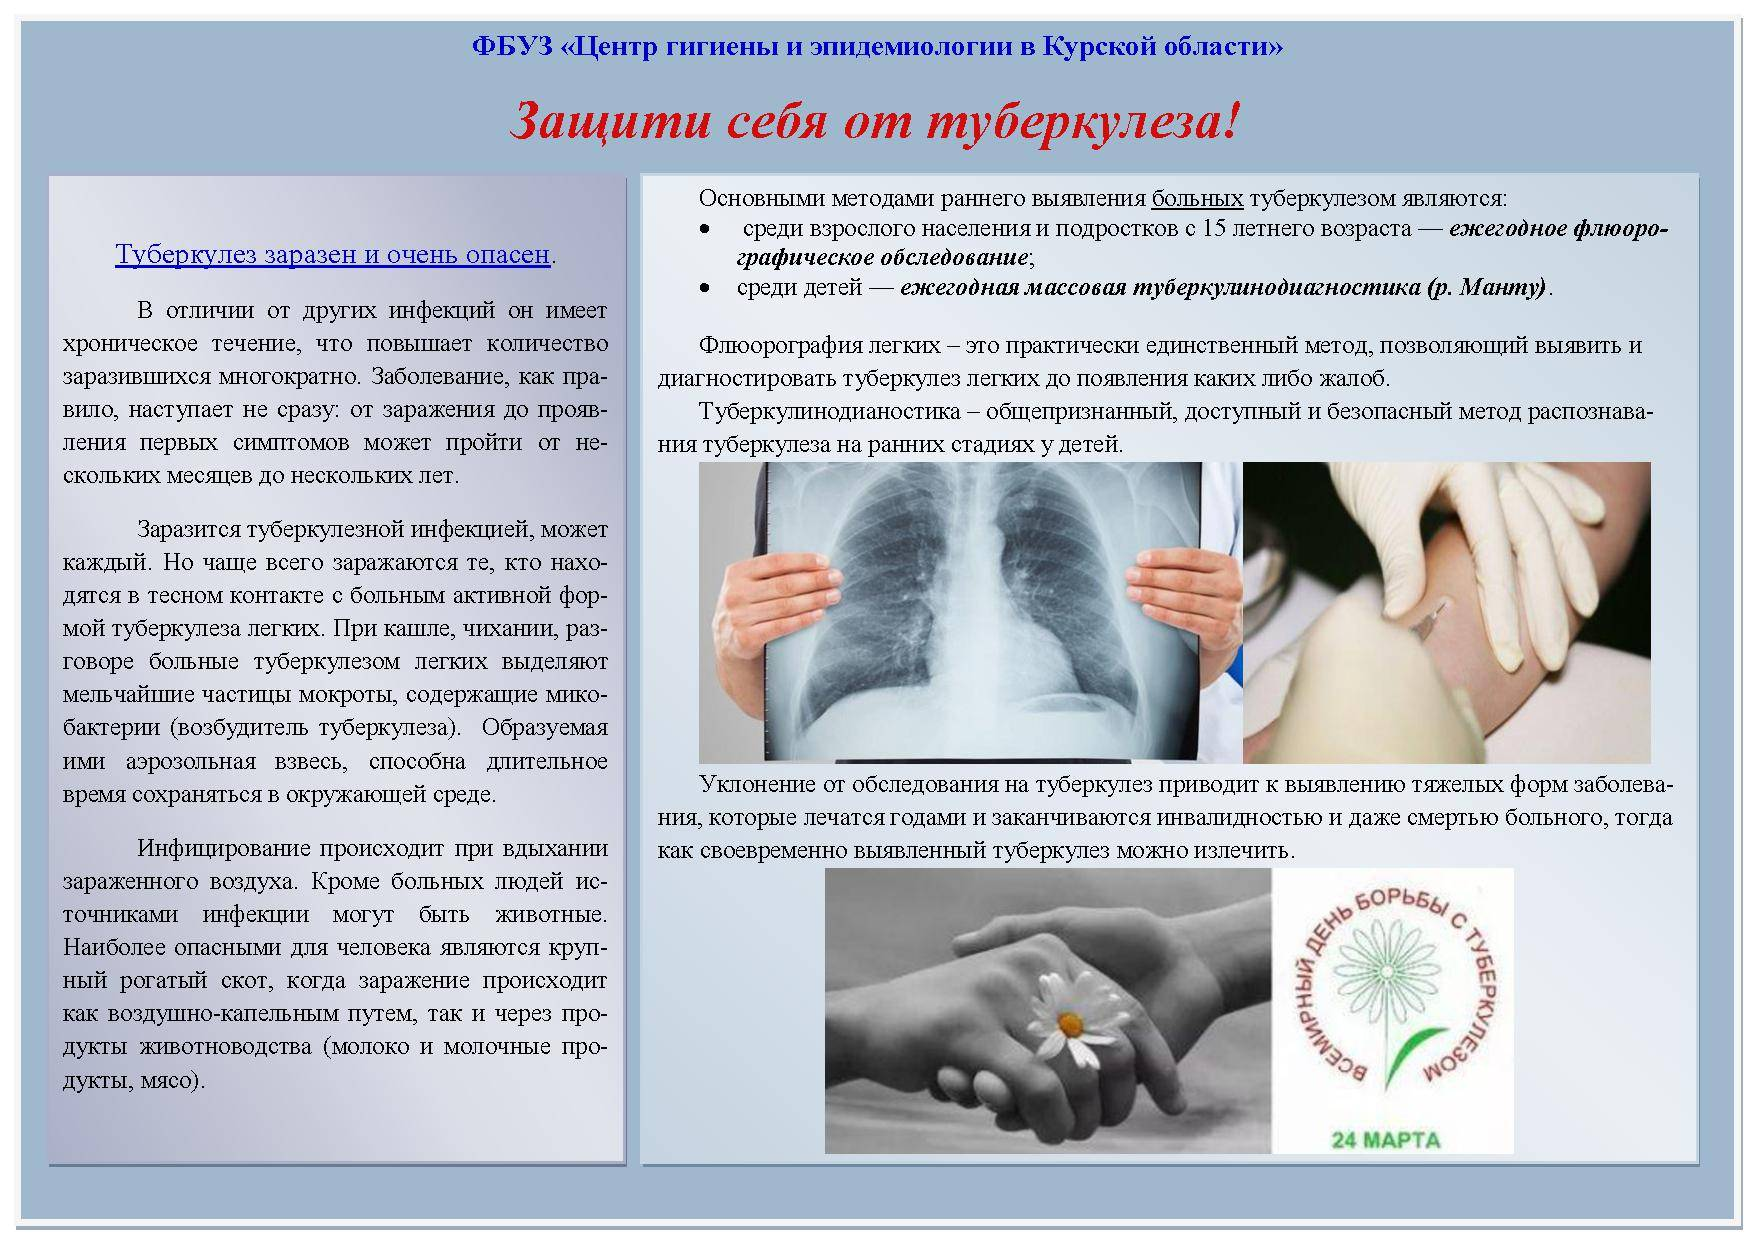 ФБУЗ «Центр гигиены и эпидемиологии в Курской области»
Защити себя от туберкулеза!
Туберкулез заразен и очень опасен.
В отличии от других инфекций он имеет
хроническое течение, что повышает количество
заразившихся многократно. Заболевание, как пра-
вило, наступает не сразу: от заражения до прояв-
ления первых симптомов может пройти от не-
скольких месяцев до нескольких лет.
Заразится туберкулезной инфекцией, может
каждый. Но чаще всего заражаются те, кто нахо-
дятся в тесном контакте с больным активной фор-
мой туберкулеза легких. При кашле, чихании, раз-
говоре больные туберкулезом легких выделяют
мельчайшие частицы мокроты, содержащие мико-
бактерии (возбудитель туберкулеза). Образуемая
ими аэрозольная взвесь, способна длительное
время сохраняться в окружающей среде.
Инфицирование происходит при вдыхании
зараженного воздуха. Кроме больных людей ис-
точниками инфекции могут быть животные.
Наиболее опасными для человека являются круп-
ный рогатый скот, когда заражение происходит
как воздушно-капельным путем, так и через про-
дукты животноводства (молоко и молочные про-
дукты, мясо).
Основными методами раннего выявления больных туберкулезом являются:
• среди взрослого населения и подростков с 15 летнего возраста — ежегодное флюоро-
графическое обследование;
• среди детей — ежегодная массовая туберкулинодиагностика (р. Манту).
Флюорография легких – это практически единственный метод, позволяющий выявить и
диагностировать туберкулез легких до появления каких либо жалоб.
Туберкулинодианостика – общепризнанный, доступный и безопасный метод распознава-
ния туберкулеза на ранних стадиях у детей.
Уклонение от обследования на туберкулез приводит к выявлению тяжелых форм заболева-
ния, которые лечатся годами и заканчиваются инвалидностью и даже смертью больного, тогда
как своевременно выявленный туберкулез можно излечить.
ВСЕМИРНЫЙ ДЕНЬ БОРЬБЫ С ТУБЕРКУЛЕЗОМ
24 МАРТА